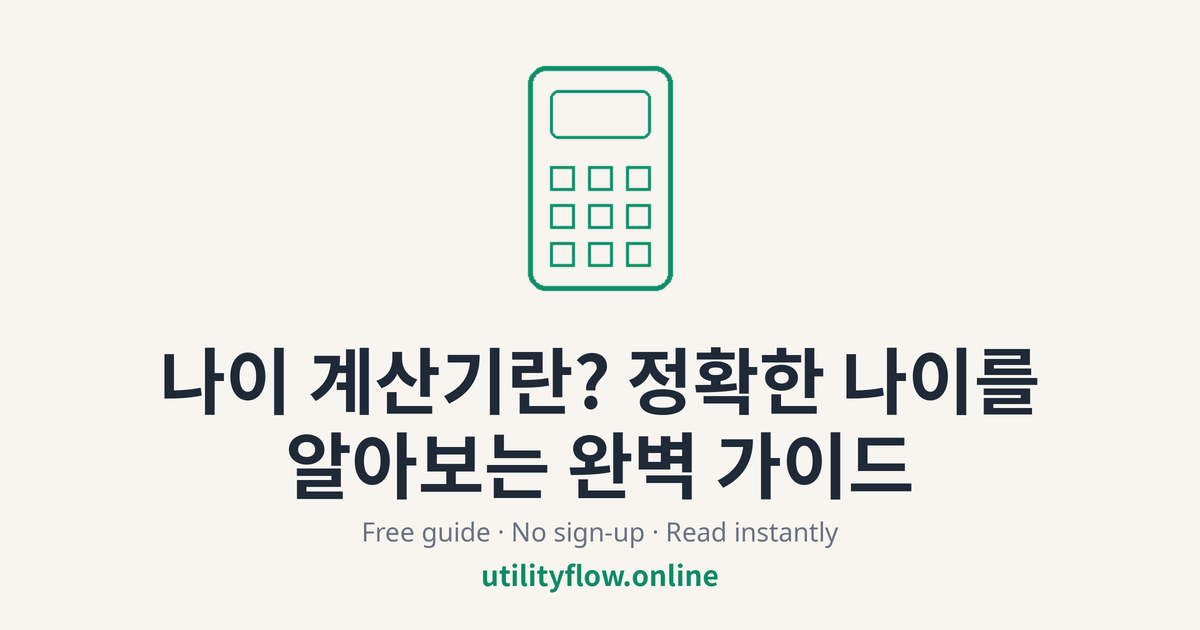 나이 계산기란? 정확한 나이를
알아보는 완벽 가이드
Free guide · No sign-up · Read instantly
utilityflow.online